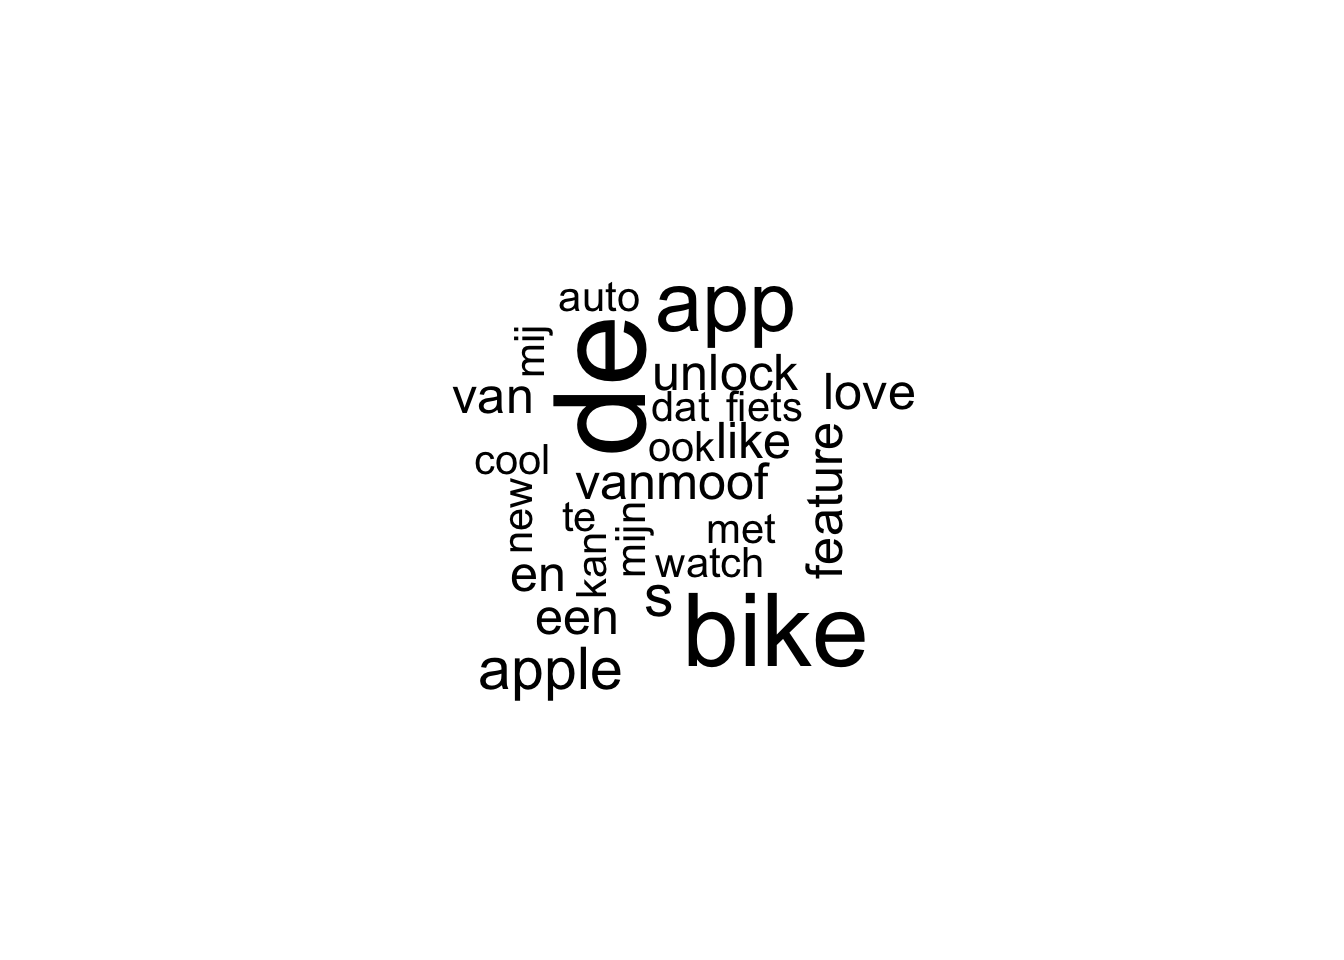 auto
app
mij
de
unlock
van
love
dat
fiets
ook
like
feature
cool
vanmoof
new
te
kan
mijn
met
watch
en
s
een
bike
apple